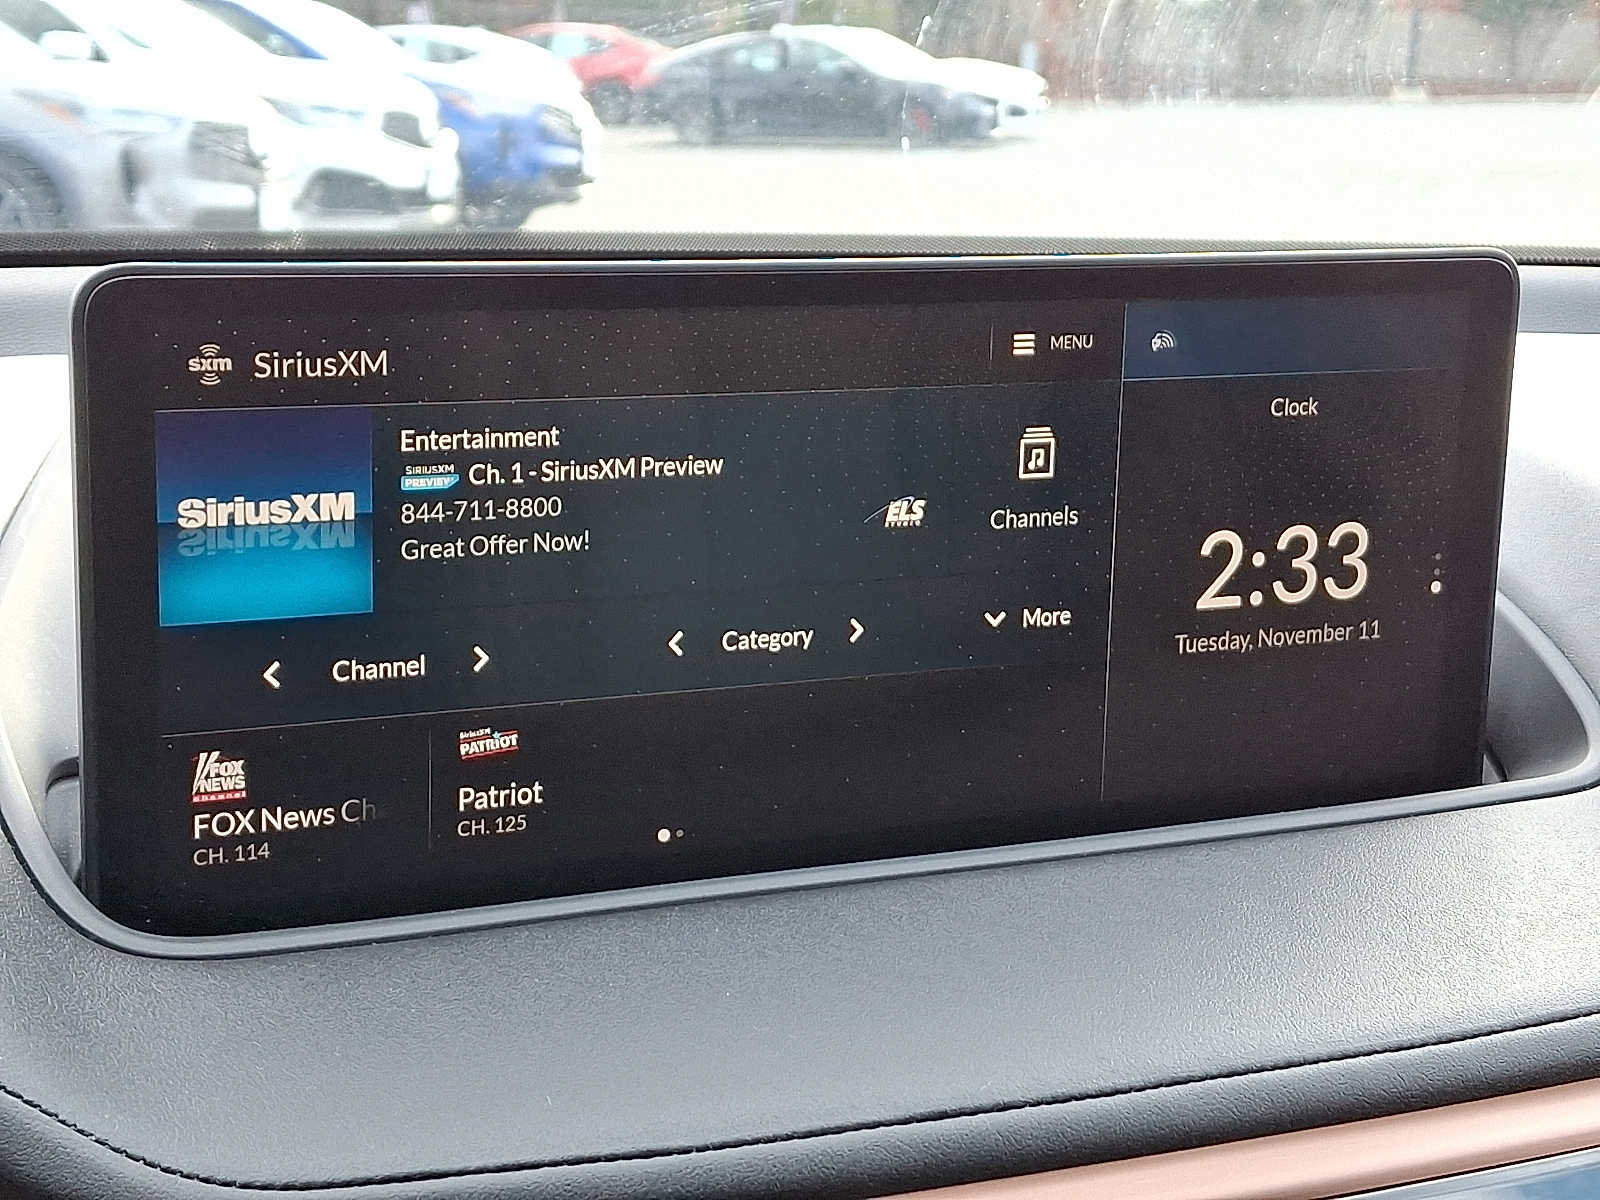 sxm SiriusXM
MENU
SiriusXM
Entertainment
SIRIUSXM
PREVIEW
Ch. 1 - SiriusXM Preview
844-711-8800
Great Offer Now!
ELS
STUDIO
Channels
Channel
Category
More
FOX
NEWS
channel
FOX News Ch
CH. 114
SiriusXM
PATRIOT
Patriot
CH. 125
Clock
2:33
Tuesday, November 11